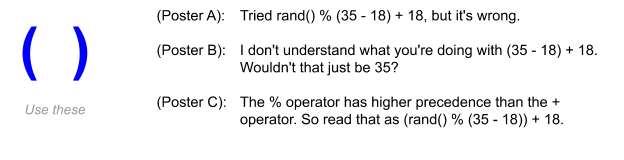 ( )
Use these
(Poster A): Tried rand() % (35 - 18) + 18, but it's wrong.
(Poster B): I don't understand what you're doing with (35 - 18) + 18.
Wouldn't that just be 35?
(Poster C): The % operator has higher precedence than the +
operator. So read that as (rand() % (35 - 18)) + 18.